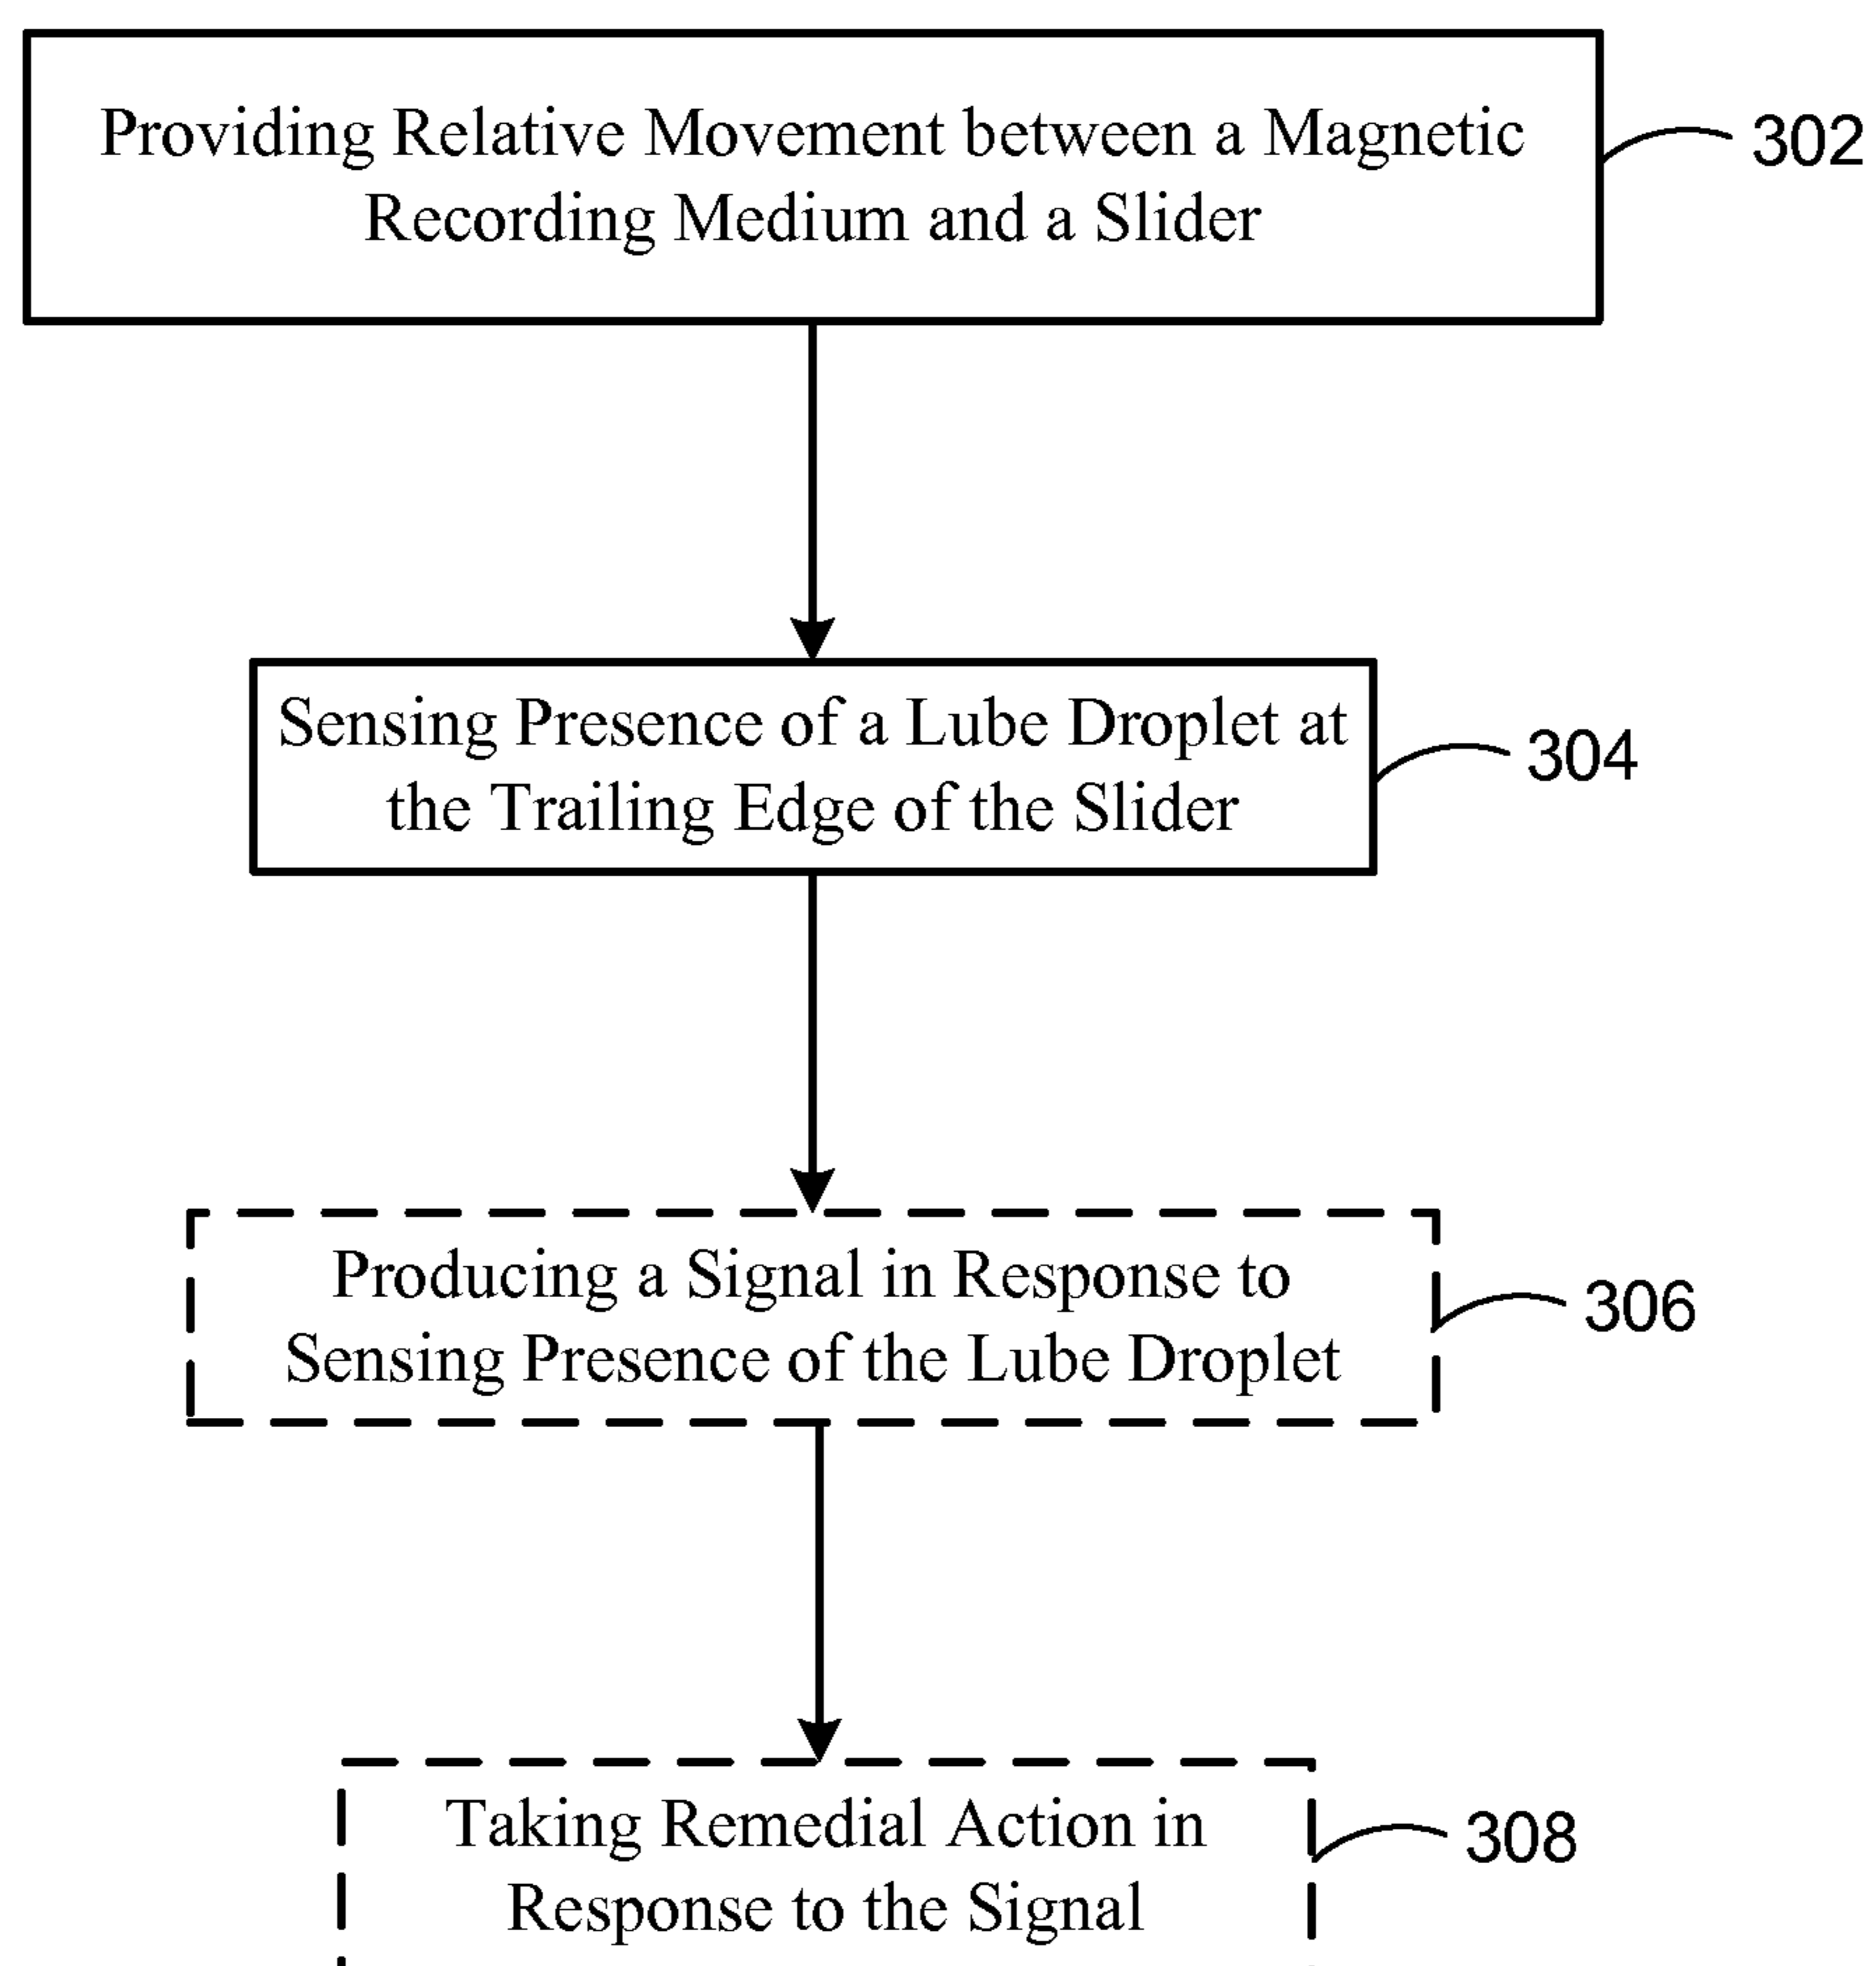 Providing Relative Movement between a Magnetic
Recording Medium and a Slider
302
Sensing Presence of a Lube Droplet at
the Trailing Edge of the Slider
304
Producing a Signal in Response to
Sensing Presence of the Lube Droplet
306
Taking Remedial Action in
Response to the Signal
308